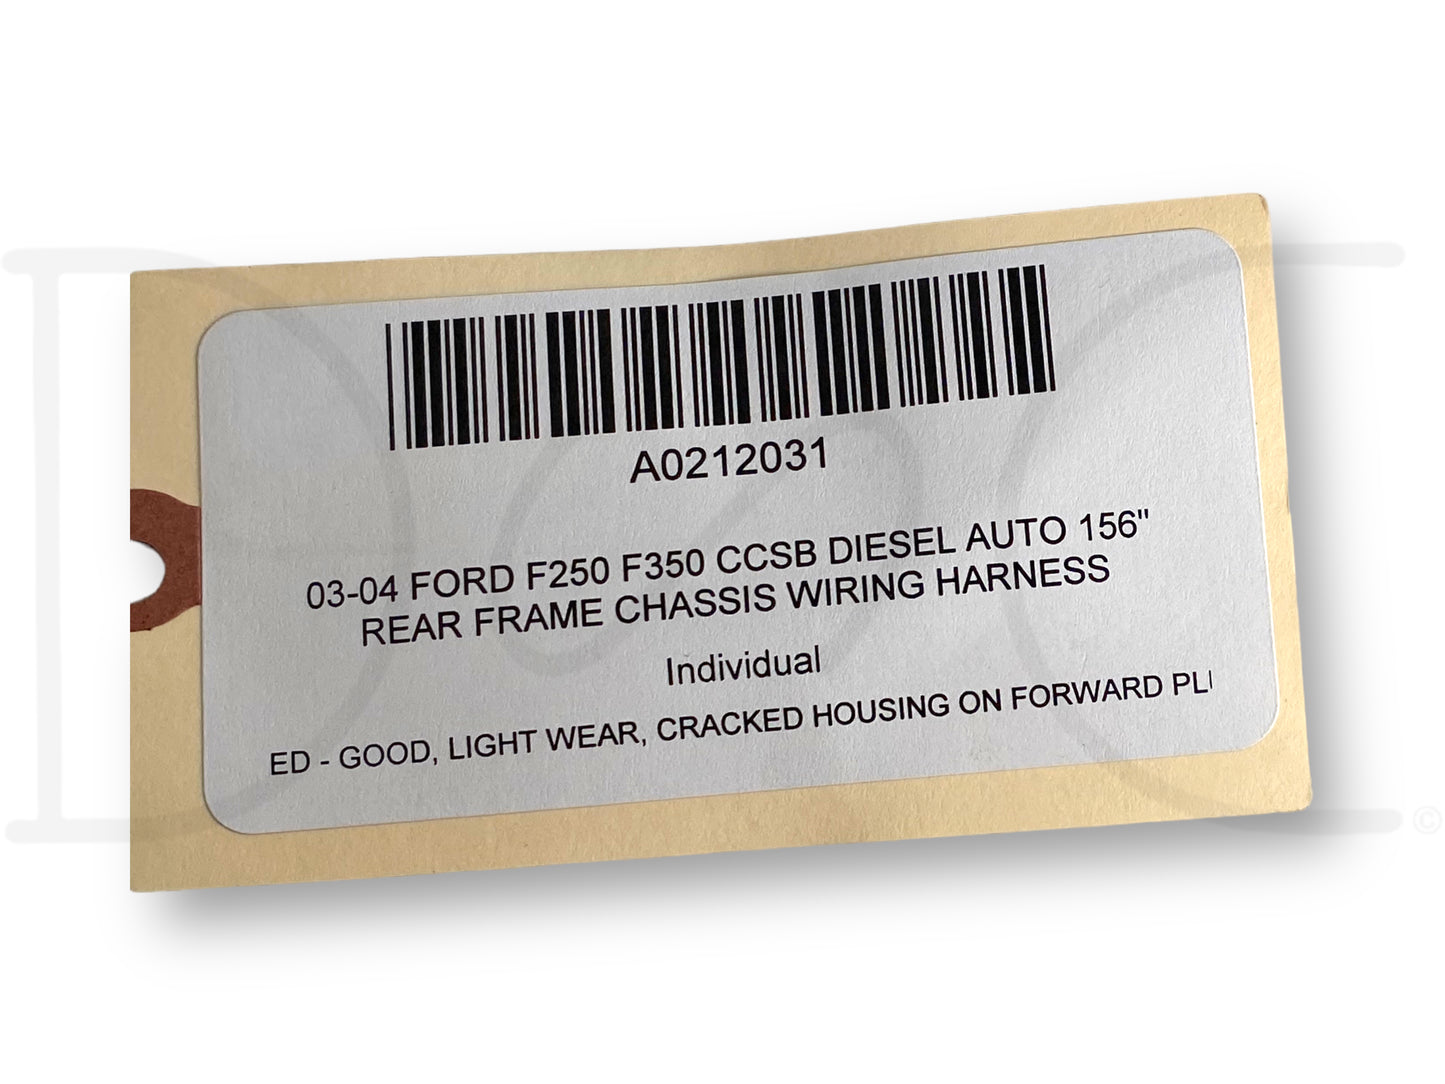 A0212031
03-04 FORD F250 F350 CCSB DIESEL AUTO 156"
REAR FRAME CHASSIS WIRING HARNESS
Individual
ED - GOOD, LIGHT WEAR, CRACKED HOUSING ON FORWARD